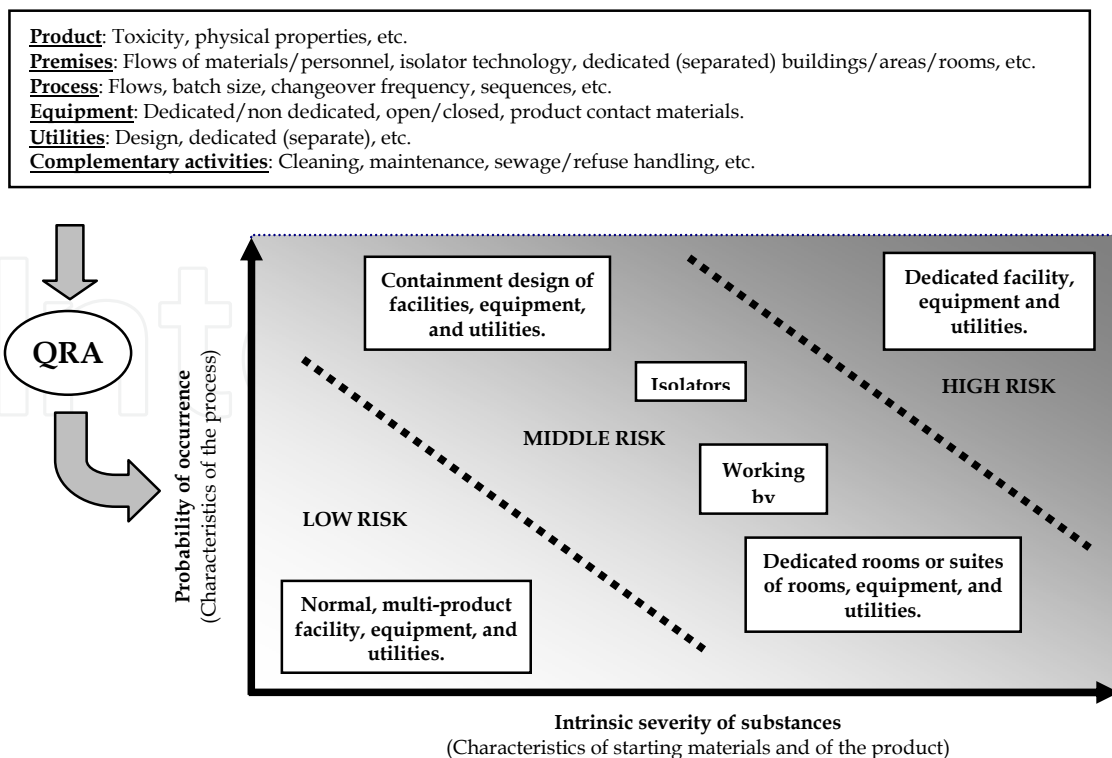 Product: Toxicity, physical properties, etc.
Premises: Flows of materials/personnel, isolator technology, dedicated (separated) buildings/areas/rooms, etc.
Process: Flows, batch size, changeover frequency, sequences, etc.
Equipment: Dedicated/non dedicated, open/closed, product contact materials.
Utilities: Design, dedicated (separate), etc.
Complementary activities: Cleaning, maintenance, sewage/refuse handling, etc.
QRA
Probability of occurrence
(Characteristics of the process)
Containment design of
facilities, equipment,
and utilities.
Dedicated facility,
equipment and
utilities.
Isolators
HIGH RISK
MIDDLE RISK
Working
by
LOW RISK
Dedicated rooms or suites
of rooms, equipment, and
utilities.
Normal, multi-product
facility, equipment, and
utilities.
Intrinsic severity of substances
(Characteristics of starting materials and of the product)